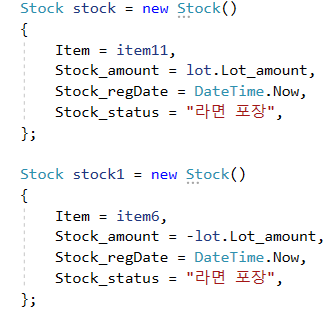 Stock stock = new Stock()
{
    Item = item11,
    Stock_amount = lot.Lot_amount,
    Stock_regDate = DateTime.Now,
    Stock_status = "라면 포장",
};

Stock stock1 = new Stock()
{
    Item = item6,
    Stock_amount = -lot.Lot_amount,
    Stock_regDate = DateTime.Now,
    Stock_status = "라면 포장",
};